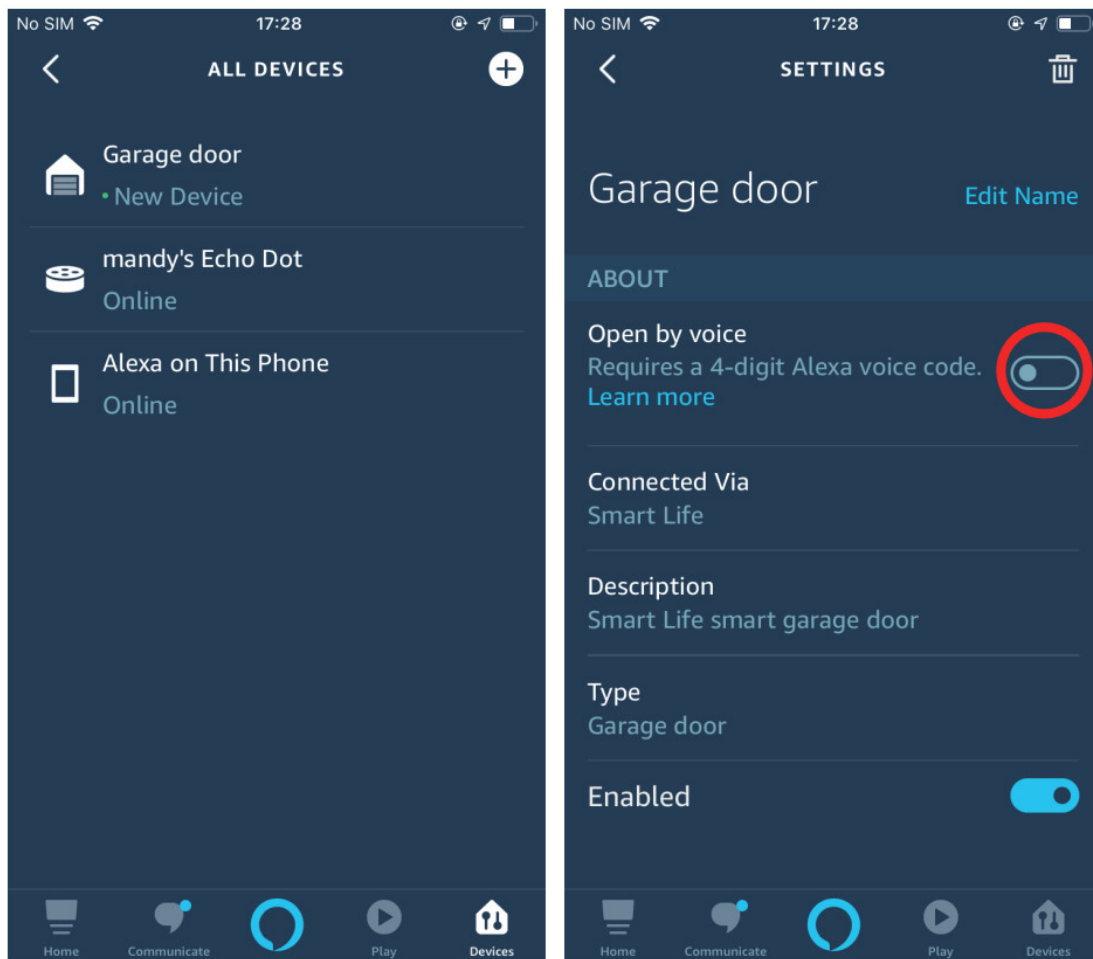 No SIM 17:28
ALL DEVICES
Garage door
• New Device
mandy's Echo Dot
Online
Alexa on This Phone
Online
Home Communicate Play Devices
No SIM 17:28
SETTINGS
Garage door
Edit Name
ABOUT
Open by voice
Requires a 4-digit Alexa voice code.
Learn more
Connected Via
Smart Life
Description
Smart Life smart garage door
Type
Garage door
Enabled
Home Communicate Play Devices